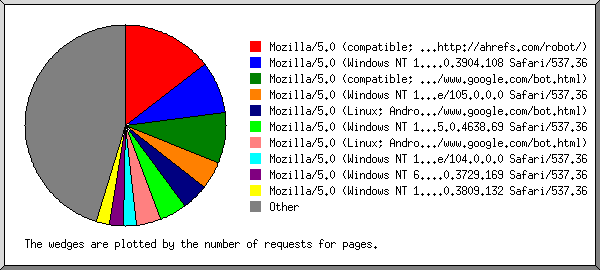 Mozilla/5.0 (compatible; ...http://ahrefs.com/robot/)
Mozilla/5.0 (Windows NT 1....0.3904.108 Safari/537.36
Mozilla/5.0 (compatible; .../www.google.com/bot.html)
Mozilla/5.0 (Windows NT 1...e/105.0.0.0 Safari/537.36
Mozilla/5.0 (Linux; Andro.../www.google.com/bot.html)
Mozilla/5.0 (Windows NT 1...5.0.4638.69 Safari/537.36
Mozilla/5.0 (Linux; Andro.../www.google.com/bot.html)
Mozilla/5.0 (Windows NT 1...e/104.0.0.0 Safari/537.36
Mozilla/5.0 (Windows NT 6....0.3729.169 Safari/537.36
Mozilla/5.0 (Windows NT 1....0.3809.132 Safari/537.36
Other
The wedges are plotted by the number of requests for pages.